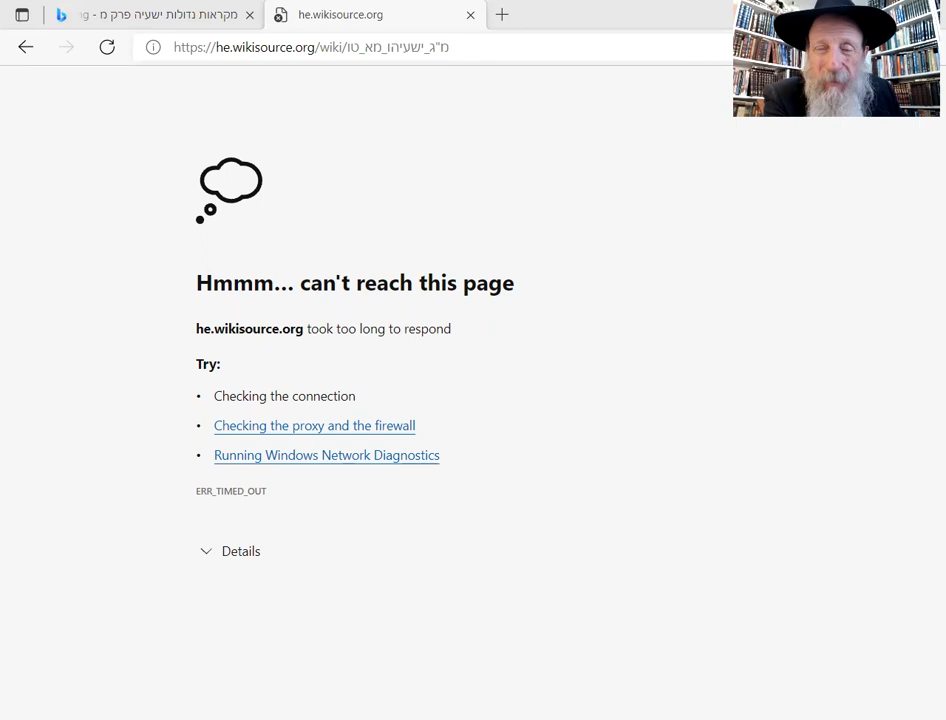 מקראות גדולות ישעיה פרק מ - ng
he.wikisource.org
https://he.wikisource.org/wiki/מ"ג_ישעיהו_מא_טו
Hmmm... can't reach this page
he.wikisource.org took too long to respond
Try:
• Checking the connection
• Checking the proxy and the firewall
• Running Windows Network Diagnostics
ERR_TIMED_OUT
Details